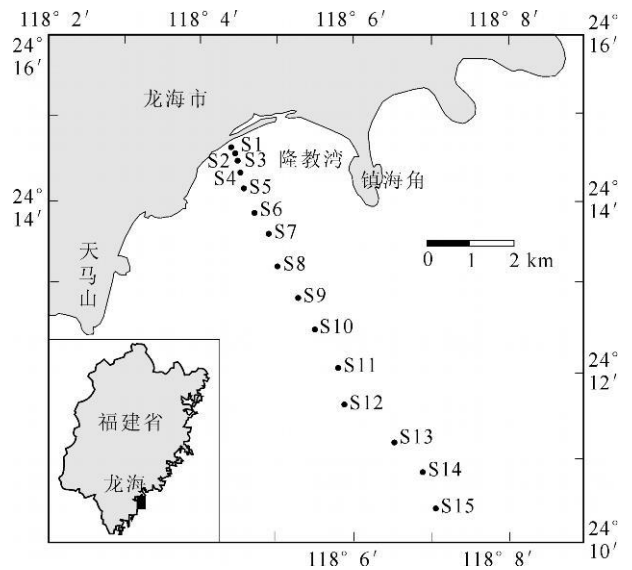 118° 2′ 118° 4′ 118° 6′ 118° 8′
24°
16′
24°
16′
龙海市
S1
S2
S3
隆教湾
S4
镇海角
S5
24°
14′
24°
14′
S6
S7
天马山
0 1 2 km
S8
S9
S10
S11
24°
12′
S12
福建省
S13
龙海
S14
S15
24°
10′
118° 6′ 118° 8′